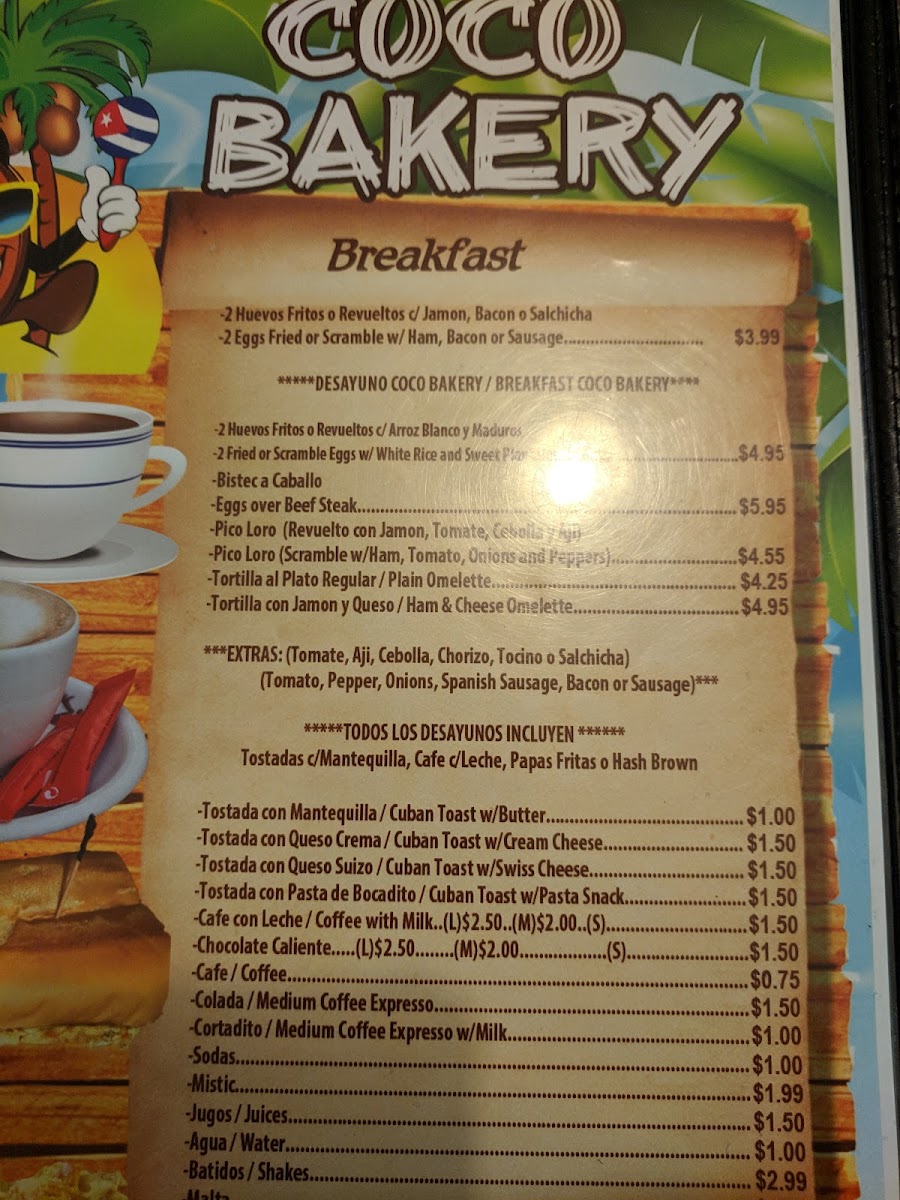 COCO
BAKERY
Breakfast
-2 Huevos Fritos o Revueltos c/ Jamon, Bacon o Salchicha
-2 Eggs Fried or Scramble w/ Ham, Bacon or Sausage.............................. $3.99
*****DESAYUNO COCO BAKERY / BREAKFAST COCO BAKERY****
-2 Huevos Fritos o Revueltos c/ Arroz Blanco y Maduros
-2 Fried or Scramble Eggs w/ White Rice and Sweet ..........$4.95
-Bistec a Caballo
-Eggs over Beef Steak.......................................................... $5.95
-Pico Loro (Revuelto con Jamon, Tomate, Cebolla y Aji)
-Pico Loro (Scramble w/Ham, Tomato, Onions and Peppers)...................$4.55
-Tortilla al Plato Regular / Plain Omelette..................................... $4.25
-Tortilla con Jamon y Queso / Ham & Cheese Omelette.........................$4.95
***EXTRAS: (Tomate, Aji, Cebolla, Chorizo, Tocino o Salchicha)
(Tomato, Pepper, Onions, Spanish Sausage, Bacon or Sausage)***
*****TODOS LOS DESAYUNOS INCLUYEN ******
Tostadas c/Mantequilla, Cafe c/Leche, Papas Fritas o Hash Brown
-Tostada con Mantequilla / Cuban Toast w/Butter............................. $1.00
-Tostada con Queso Crema / Cuban Toast w/Cream Cheese.................... $1.50
-Tostada con Queso Suizo / Cuban Toast w/Swiss Cheese...................... $1.50
-Tostada con Pasta de Bocadito / Cuban Toast w/Pasta Snack.................$1.50
-Cafe con Leche / Coffee with Milk..(L)$2.50..(M)$2.00..(S).....................$1.50
-Chocolate Caliente.....(L)$2.50........(M)$2.00..................(S)....................$1.50
-Cafe / Coffee..............................................................$0.75
-Colada / Medium Coffee Expresso.............................................$1.50
-Cortadito / Medium Coffee Expresso w/Milk...................................$1.00
-Sodas..................................................................... $1.00
-Mistic.....................................................................$1.99
-Jugos / Juices............................................................ $1.50
-Agua / Water.............................................................. $1.00
-Batidos / Shakes.......................................................... $2.99
-Malta